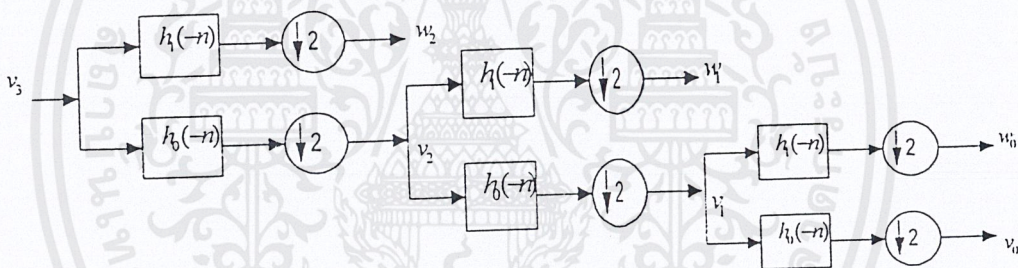 h₁(−n)
↓2
w₂
v₃
h₀(−n)
↓2
v₂
h₁(−n)
↓2
w₁
h₀(−n)
↓2
v₁
h₁(−n)
↓2
w₀
h₀(−n)
↓2
v₀